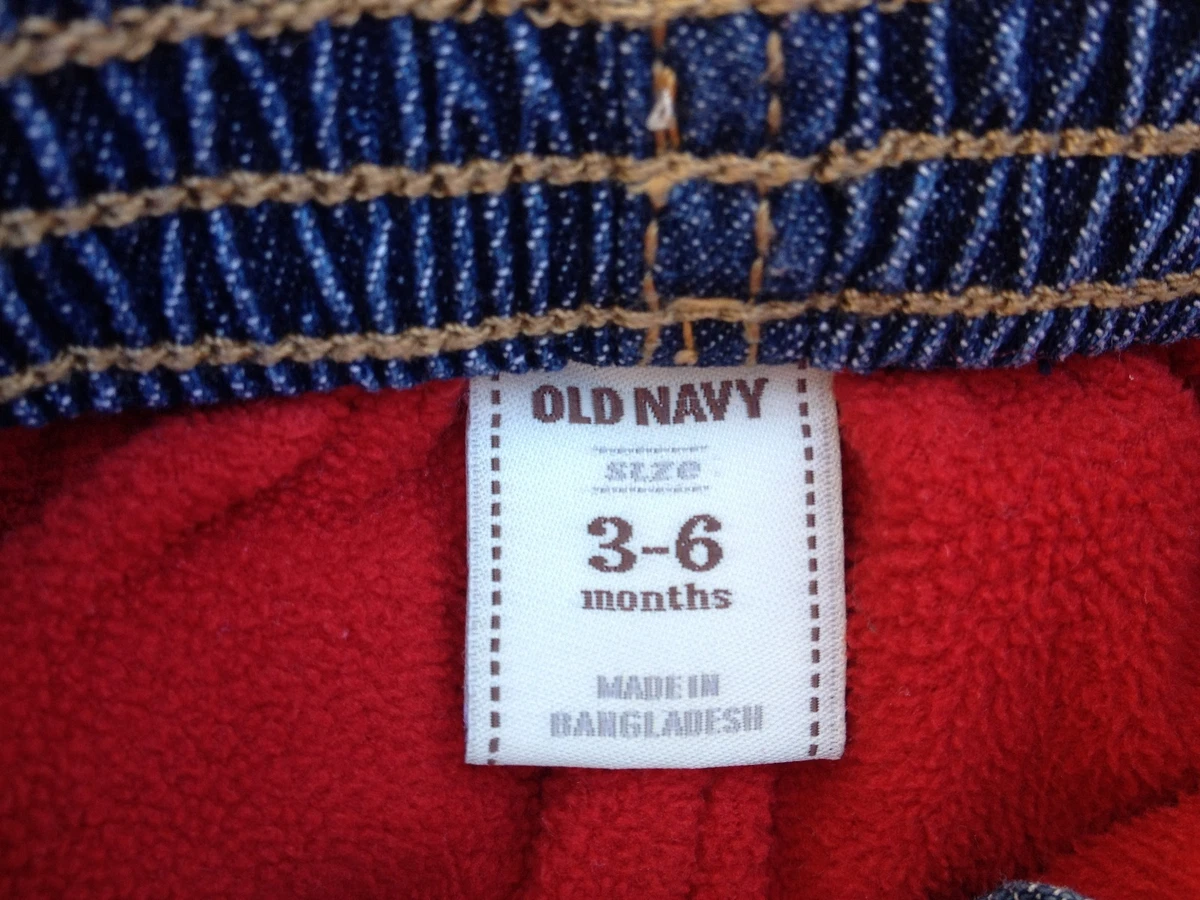 OLD NAVY
size
3-6
months
MADE IN
BANGLADESH